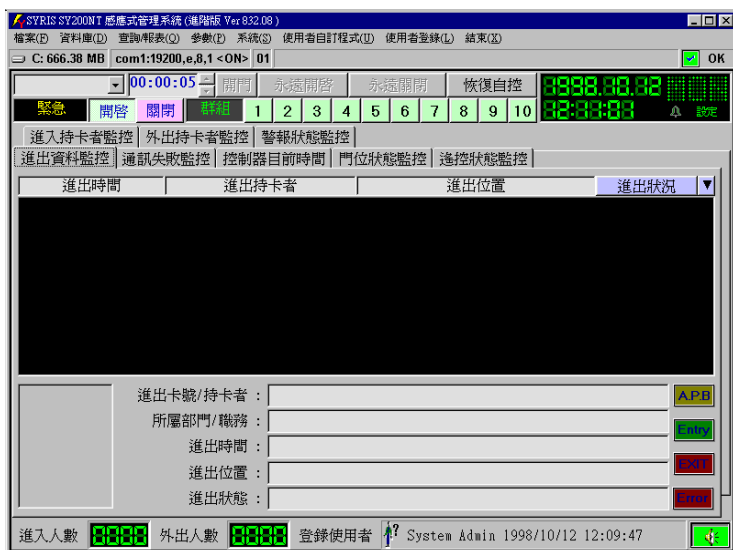 SYRIS SY200NT 感應式管理系統 (進階版 Ver 832.08 )
檔案(F) 資料庫(D) 查詢/報表(Q) 參數(P) 系統(S) 使用者自訂程式(U) 使用者登錄(L) 結束(X)
C: 666.38 MB com1:19200,e,8,1 <ON> 01 OK
00:00:05 開門 永遠開啓 永遠關閉 恢復自控
緊急 開啓 關閉 群組 1 2 3 4 5 6 7 8 9 10 設定
進入持卡者監控 外出持卡者監控 警報狀態監控
進出資料監控 通訊失敗監控 控制器目前時間 門位狀態監控 遙控狀態監控
進出時間 進出持卡者 進出位置 進出狀況
進出卡號/持卡者 :
A.P.B
所屬部門/職務 :
Entry
進出時間 :
進出位置 :
EXIT
進出狀態 :
Error
進入人數 外出人數 登錄使用者 System Admin 1998/10/12 12:09:47